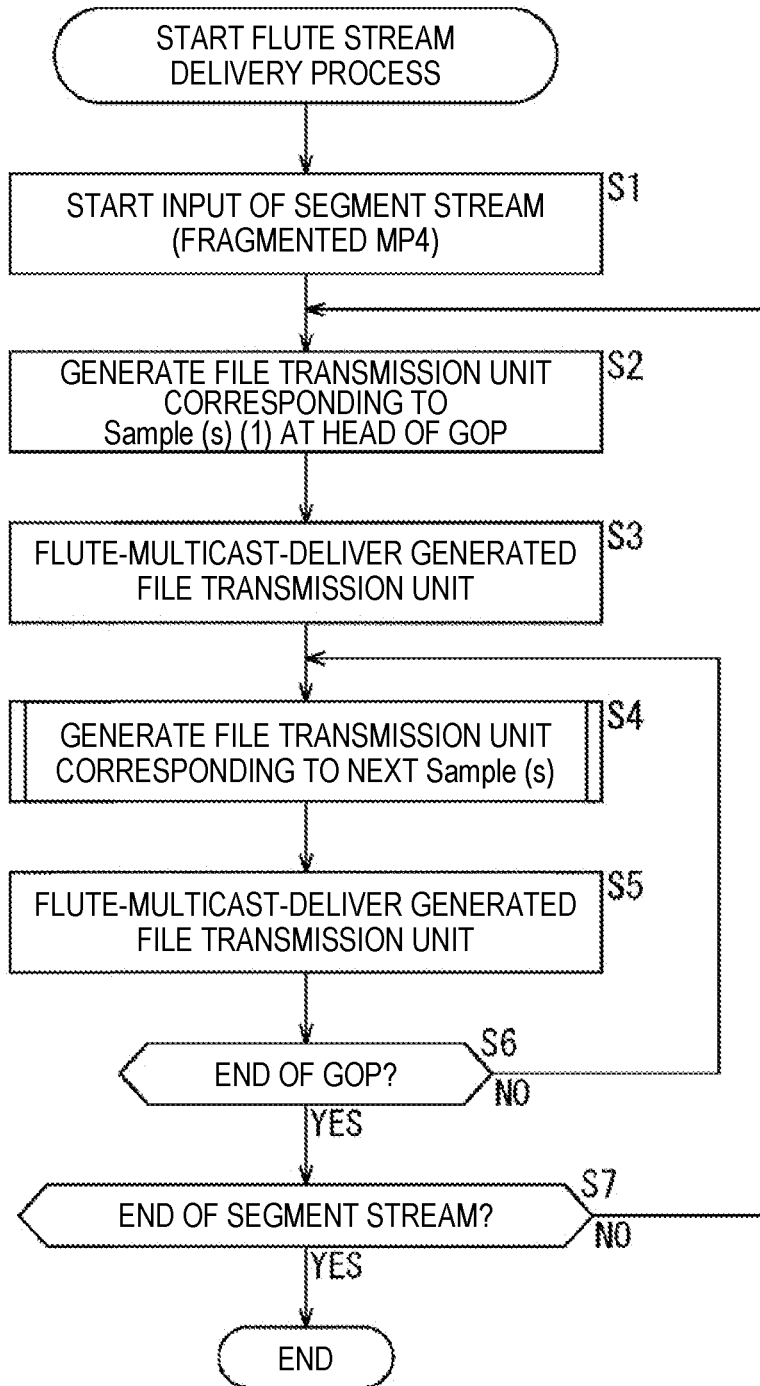 START FLUTE STREAM
DELIVERY PROCESS
S1
START INPUT OF SEGMENT STREAM
(FRAGMENTED MP4)
S2
GENERATE FILE TRANSMISSION UNIT
CORRESPONDING TO
Sample (s) (1) AT HEAD OF GOP
S3
FLUTE-MULTICAST-DELIVER GENERATED
FILE TRANSMISSION UNIT
S4
GENERATE FILE TRANSMISSION UNIT
CORRESPONDING TO NEXT Sample (s)
S5
FLUTE-MULTICAST-DELIVER GENERATED
FILE TRANSMISSION UNIT
S6
END OF GOP?
NO
YES
S7
END OF SEGMENT STREAM?
NO
YES
END